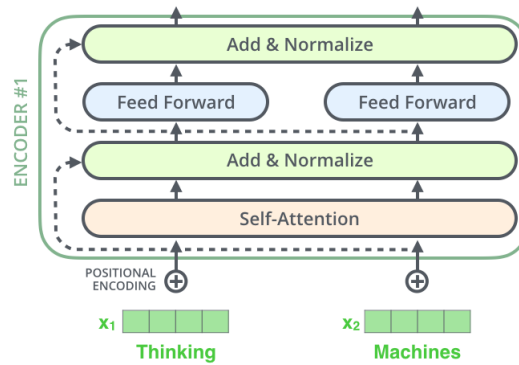 ENCODER #1
Add & Normalize
Feed Forward
Feed Forward
Add & Normalize
Self-Attention
POSITIONAL
ENCODING
x₁
x₂
Thinking
Machines